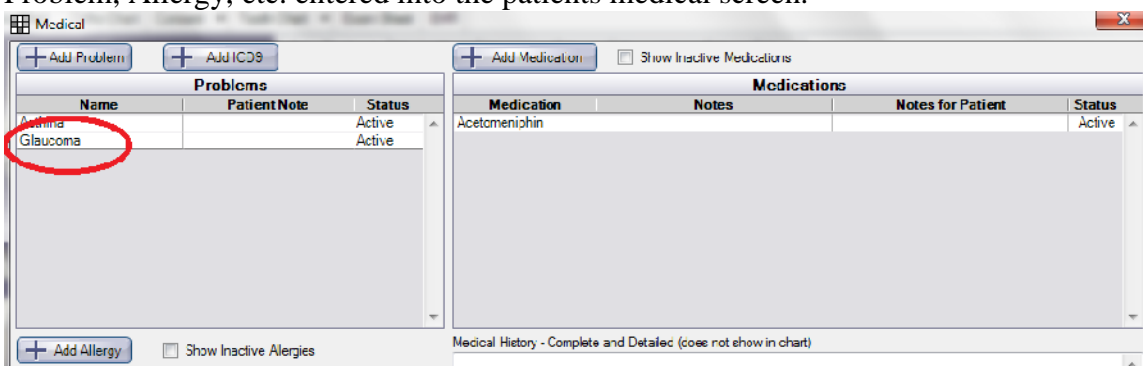 Problem, Allergy, etc. entered into the patients medical screen.
Medical
X
Add Problem Add ICD9 Add Medication Show Inactive Medications
Problems Medications
Name Patient Note Status Medication Notes Notes for Patient Status
Asthma Active Acetomeniphin Active
Glaucoma Active
Add Allergy Show Inactive Alergies Medical History - Complete and Detailed (does not show in chart)